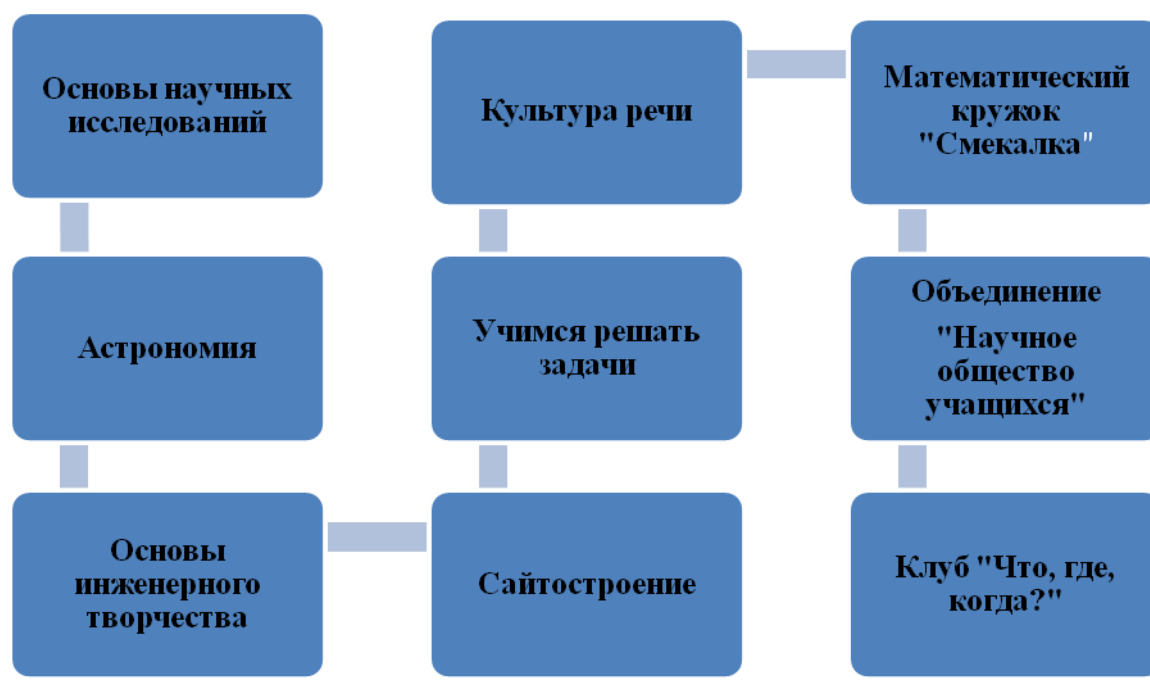 Основы научных
исследований
Астрономия
Основы
инженерного
творчества
Сайтостроение
Учимся решать
задачи
Культура речи
Математический
кружок
"Смекалка"
Объединение
"Научное
общество
учащихся"
Клуб "Что, где,
когда?"